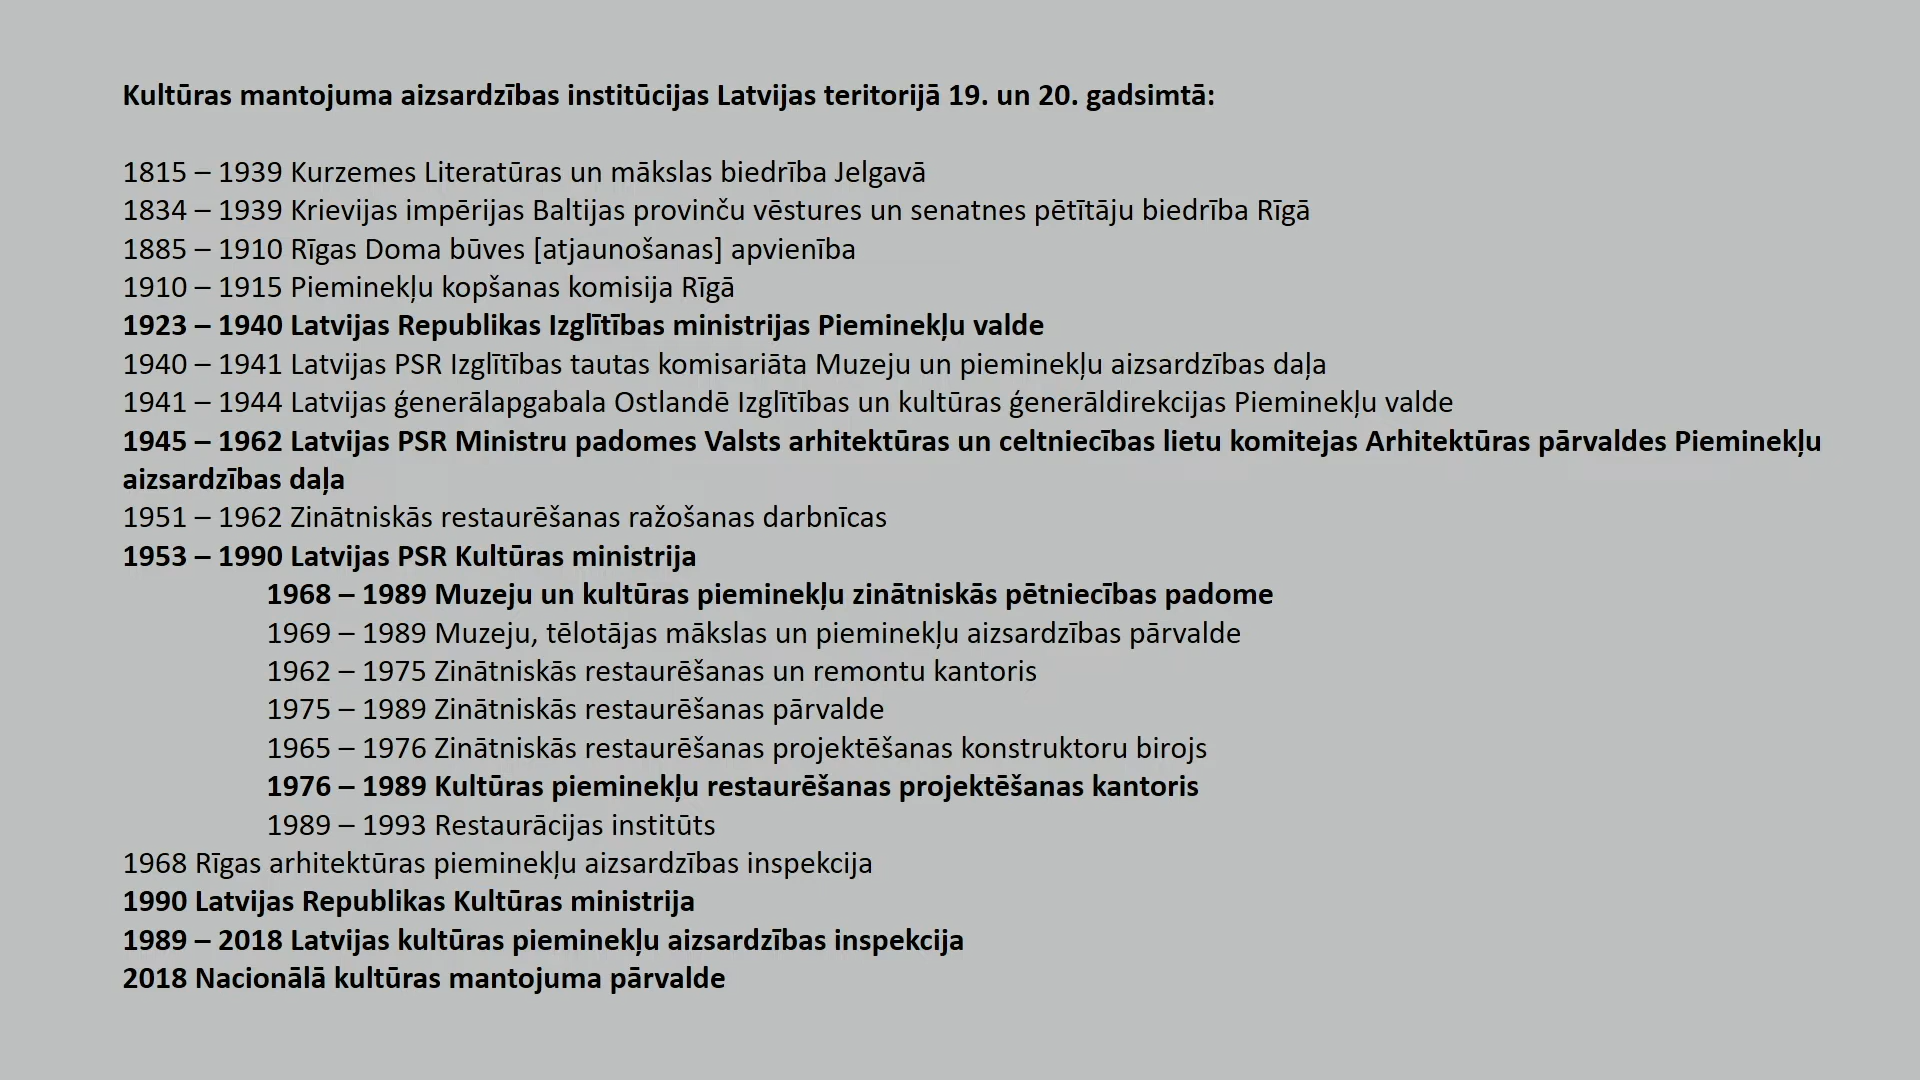 Kultūras mantojuma aizsardzības institūcijas Latvijas teritorijā 19. un 20. gadsimtā:
1815 – 1939 Kurzemes Literatūras un mākslas biedrība Jelgavā
1834 – 1939 Krievijas impērijas Baltijas provinču vēstures un senatnes pētītāju biedrība Rīgā
1885 – 1910 Rīgas Doma būves [atjaunošanas] apvienība
1910 – 1915 Pieminekļu kopšanas komisija Rīgā
1923 – 1940 Latvijas Republikas Izglītības ministrijas Pieminekļu valde
1940 – 1941 Latvijas PSR Izglītības tautas komisariāta Muzeju un pieminekļu aizsardzības daļa
1941 – 1944 Latvijas ģenerālapgabala Ostlandē Izglītības un kultūras ģenerāldirekcijas Pieminekļu valde
1945 – 1962 Latvijas PSR Ministru padomes Valsts arhitektūras un celtniecības lietu komitejas Arhitektūras pārvaldes Pieminekļu
aizsardzības daļa
1951 – 1962 Zinātniskās restaurēšanas ražošanas darbnīcas
1953 – 1990 Latvijas PSR Kultūras ministrija
1968 – 1989 Muzeju un kultūras pieminekļu zinātniskās pētniecības padome
1969 – 1989 Muzeju, tēlotājas mākslas un pieminekļu aizsardzības pārvalde
1962 – 1975 Zinātniskās restaurēšanas un remontu kantoris
1975 – 1989 Zinātniskās restaurēšanas pārvalde
1965 – 1976 Zinātniskās restaurēšanas projektēšanas konstruktoru birojs
1976 – 1989 Kultūras pieminekļu restaurēšanas projektēšanas kantoris
1989 – 1993 Restaurācijas institūts
1968 Rīgas arhitektūras pieminekļu aizsardzības inspekcija
1990 Latvijas Republikas Kultūras ministrija
1989 – 2018 Latvijas kultūras pieminekļu aizsardzības inspekcija
2018 Nacionālā kultūras mantojuma pārvalde